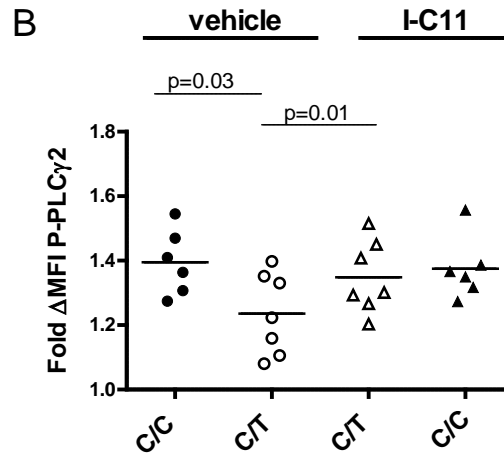 B
vehicle
I-C11
p=0.03
p=0.01
Fold ΔMFI P-PLCγ2
1.8
1.6
1.4
1.2
1.0
C/C
C/T
C/T
C/C